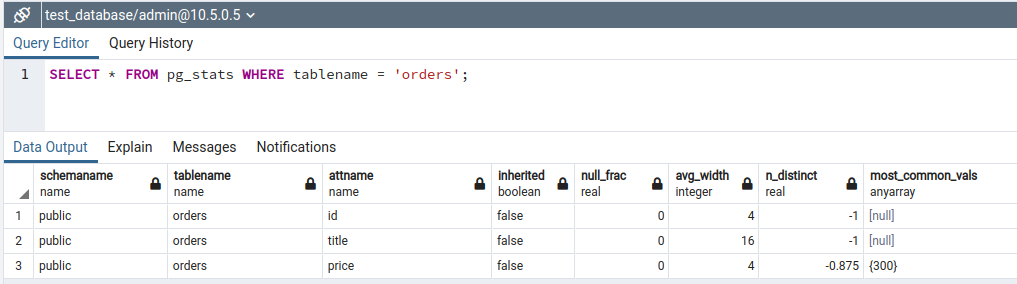 test_database/admin@10.5.0.5
Query Editor Query History
1 SELECT * FROM pg_stats WHERE tablename = 'orders';
Data Output Explain Messages Notifications
schemaname tablename attname inherited null_frac avg_width n_distinct most_common_vals
name name name boolean real integer real anyarray
1 public orders id false 0 4 -1 [null]
2 public orders title false 0 16 -1 [null]
3 public orders price false 0 4 -0.875 {300}